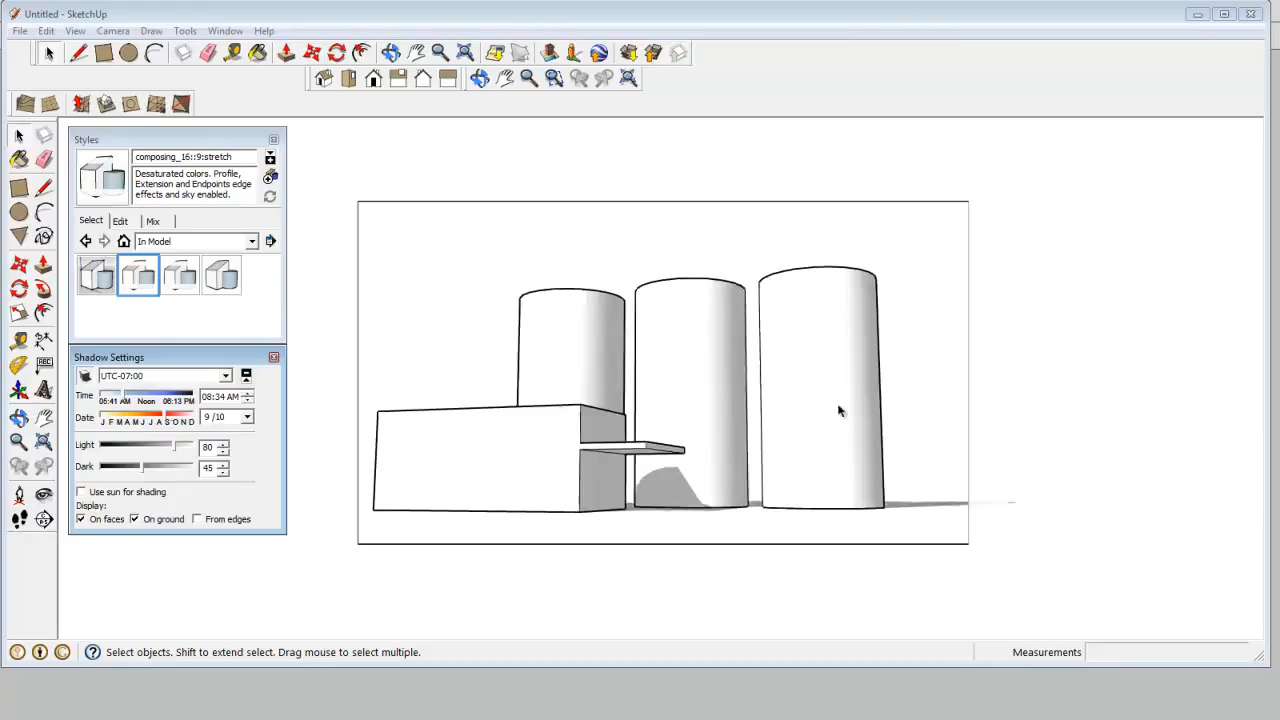 Untitled - SketchUp
File Edit View Camera Draw Tools Window Help
Styles
composing_16::9:stretch
Desaturated colors. Profile,
Extension and Endpoints edge
effects and sky enabled.
Select Edit Mix
In Model
Shadow Settings
UTC-07:00
Time 05:41 AM Noon 06:13 PM 08:34 AM
Date J F M A M J J A S O N D 9 /10
Light 80
Dark 45
Use sun for shading
Display:
On faces On ground From edges
ABC
A
Select objects. Shift to extend select. Drag mouse to select multiple.
Measurements